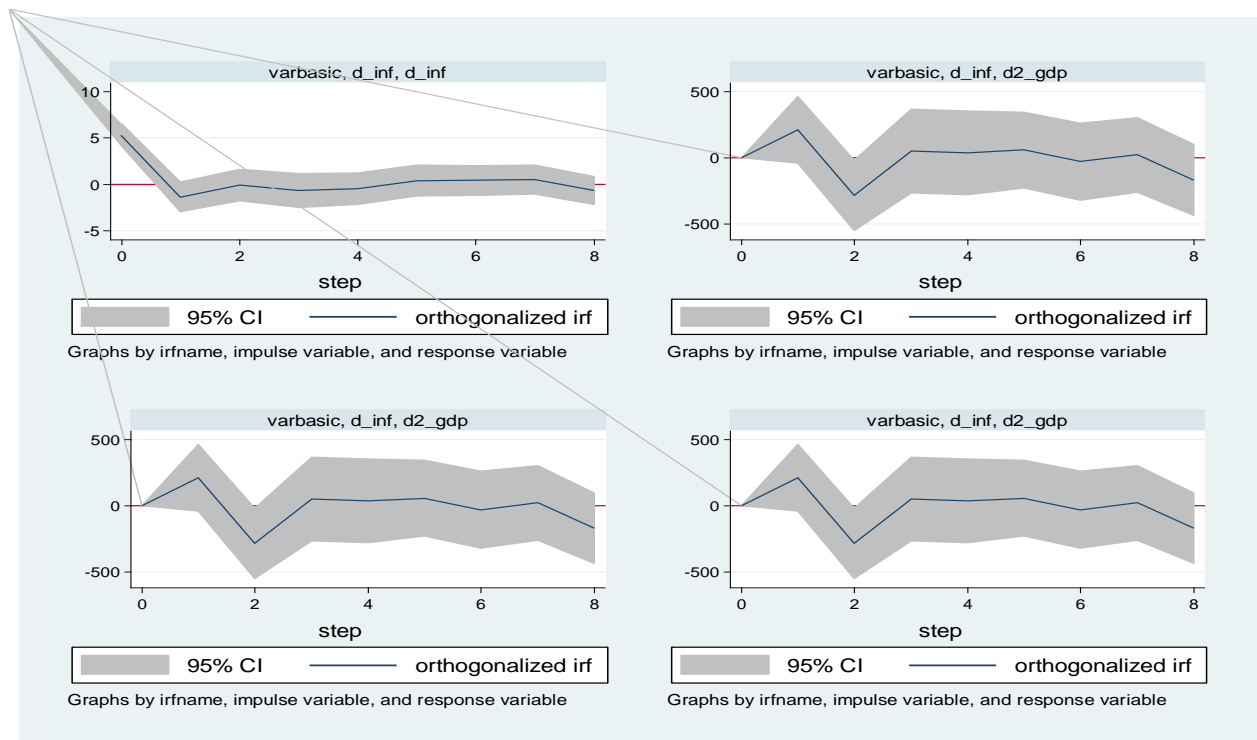 varbasic, d_inf, d_inf
10
5
0
-5
0 2 4 6 8
step
95% CI orthogonalized irf
Graphs by irfname, impulse variable, and response variable
varbasic, d_inf, d2_gdp
500
0
-500
0 2 4 6 8
step
95% CI orthogonalized irf
Graphs by irfname, impulse variable, and response variable
varbasic, d_inf, d2_gdp
500
0
-500
0 2 4 6 8
step
95% CI orthogonalized irf
Graphs by irfname, impulse variable, and response variable
varbasic, d_inf, d2_gdp
500
0
-500
0 2 4 6 8
step
95% CI orthogonalized irf
Graphs by irfname, impulse variable, and response variable